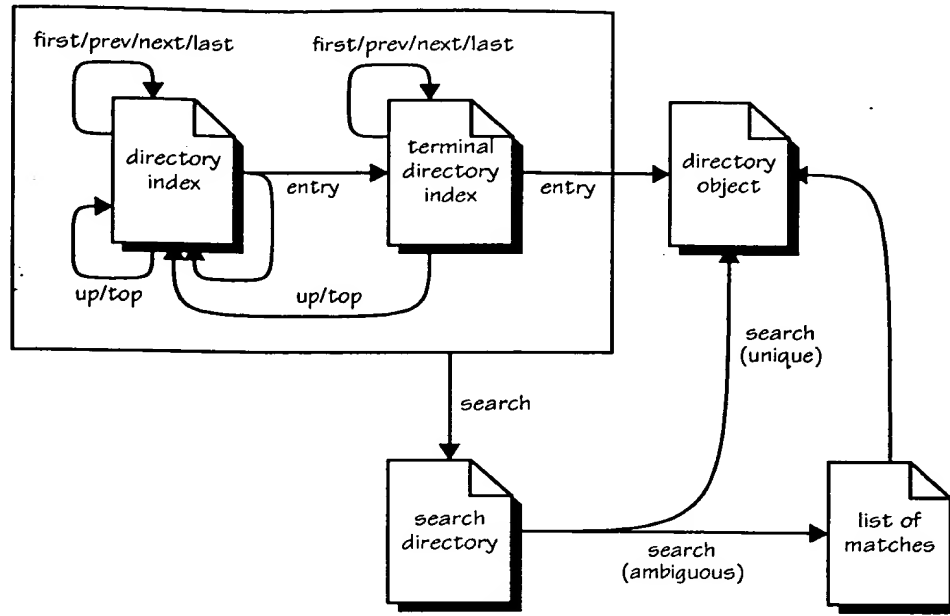 first/prev/next/last
first/prev/next/last
directory
index
entry
terminal
directory
index
entry
directory
object
up/top
up/top
search
(unique)
search
search
directory
search
(ambiguous)
list of
matches